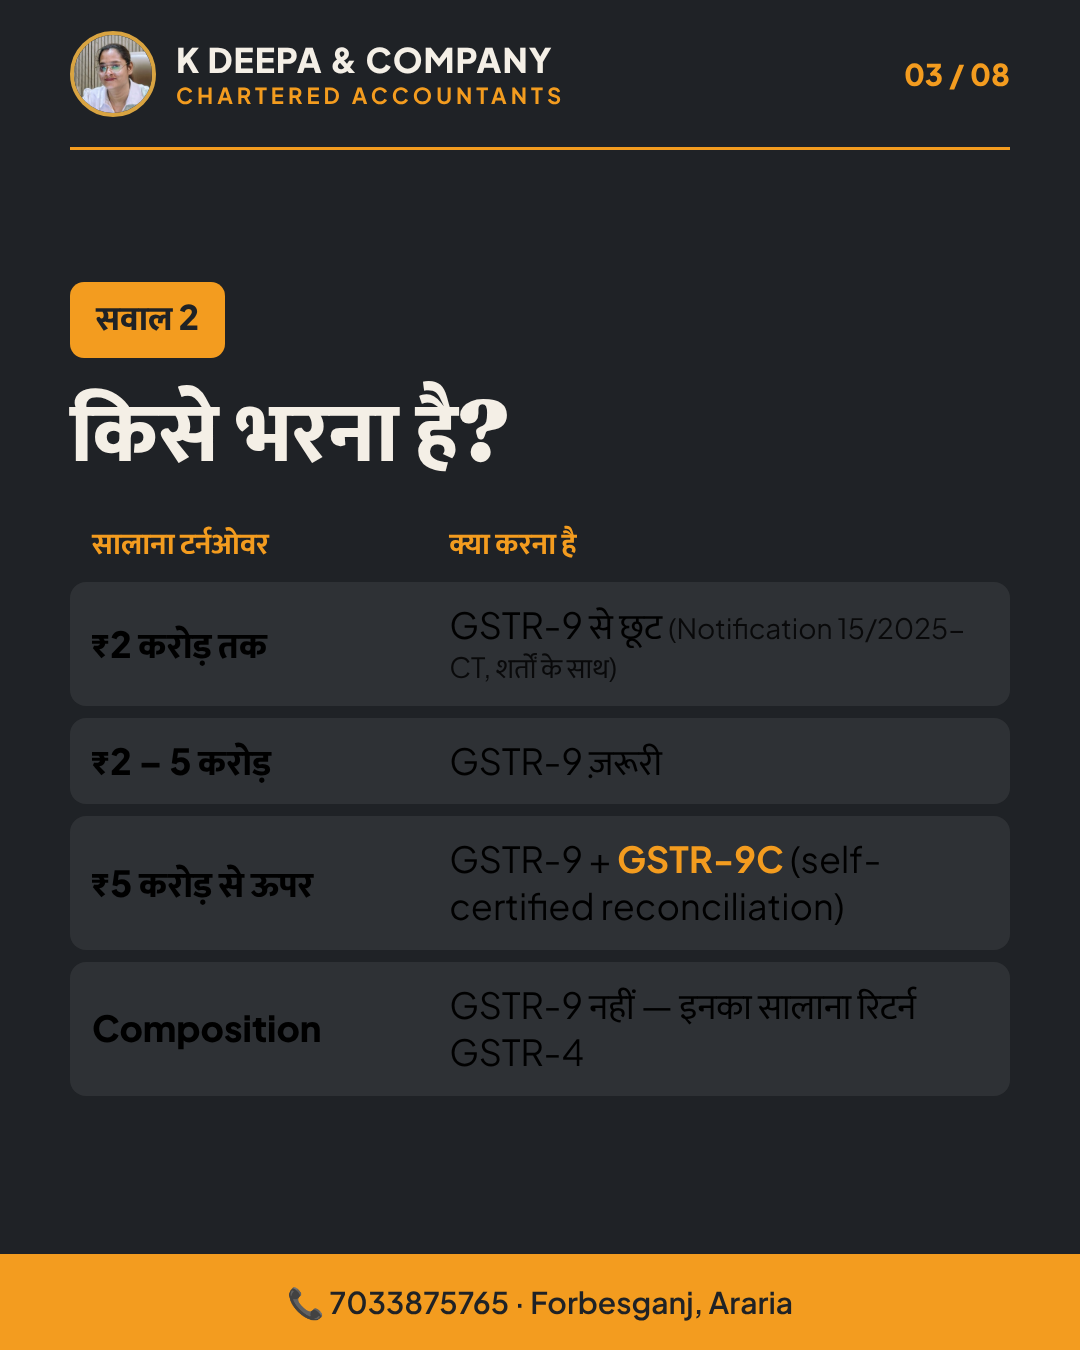 K DEEPA & COMPANY
CHARTERED ACCOUNTANTS
03 / 08
सवाल 2
किसे भरना है?
सालाना टर्नओवर
क्या करना है
₹2 करोड़ तक
GSTR-9 से छूट (Notification 15/2025-
CT, शर्तों के साथ)
₹2 – 5 करोड़
GSTR-9 ज़रूरी
₹5 करोड़ से ऊपर
GSTR-9 + GSTR-9C (self-
certified reconciliation)
Composition
GSTR-9 नहीं — इनका सालाना रिटर्न
GSTR-4
📞 7033875765 · Forbesganj, Araria